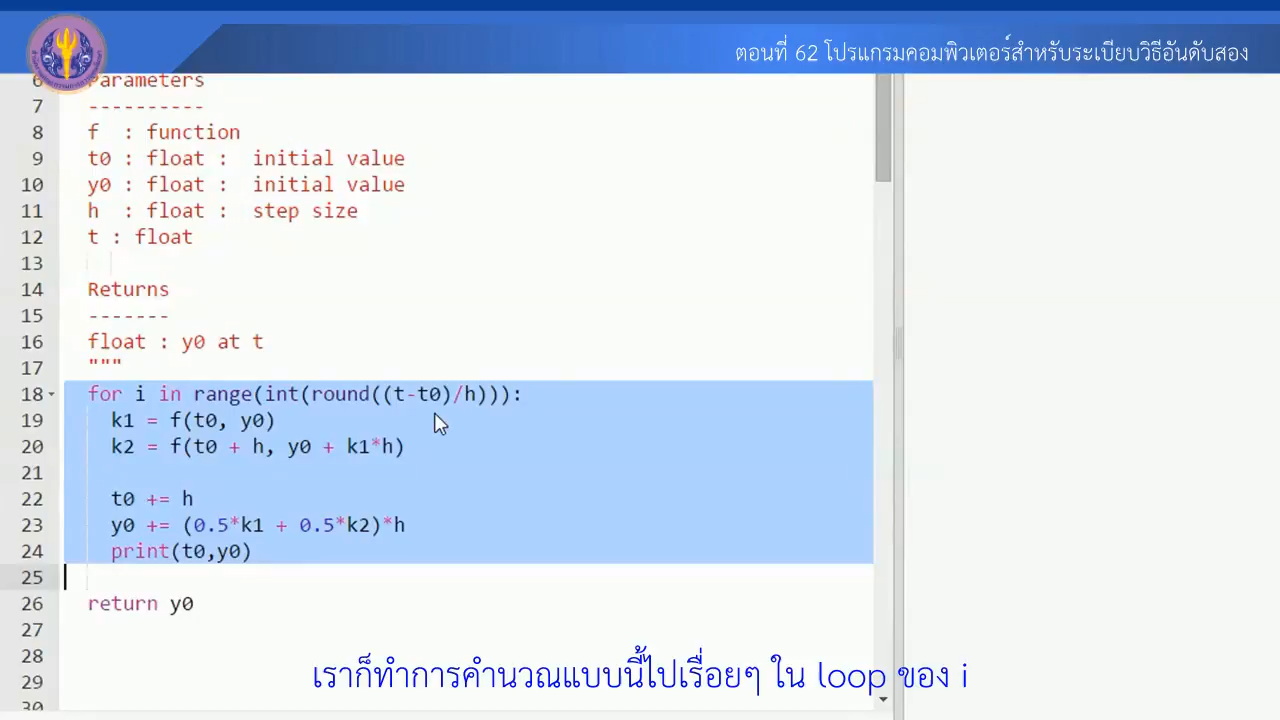 ตอนที่ 62 โปรแกรมคอมพิวเตอร์สำหรับระเบียบวิธีอันดับสอง
6 Parameters
7 ----------
8 f  : function
9 t0 : float :  initial value
10 y0 : float :  initial value
11 h  : float :  step size
12 t : float
13
14 Returns
15 -------
16 float : y0 at t
17 """
18 for i in range(int(round((t-t0)/h))):
19 k1 = f(t0, y0)
20 k2 = f(t0 + h, y0 + k1*h)
21
22 t0 += h
23 y0 += (0.5*k1 + 0.5*k2)*h
24 print(t0,y0)
25
26 return y0
27
28
29
30
เราก็ทำการคำนวณแบบนี้ไปเรื่อยๆ ใน loop ของ i